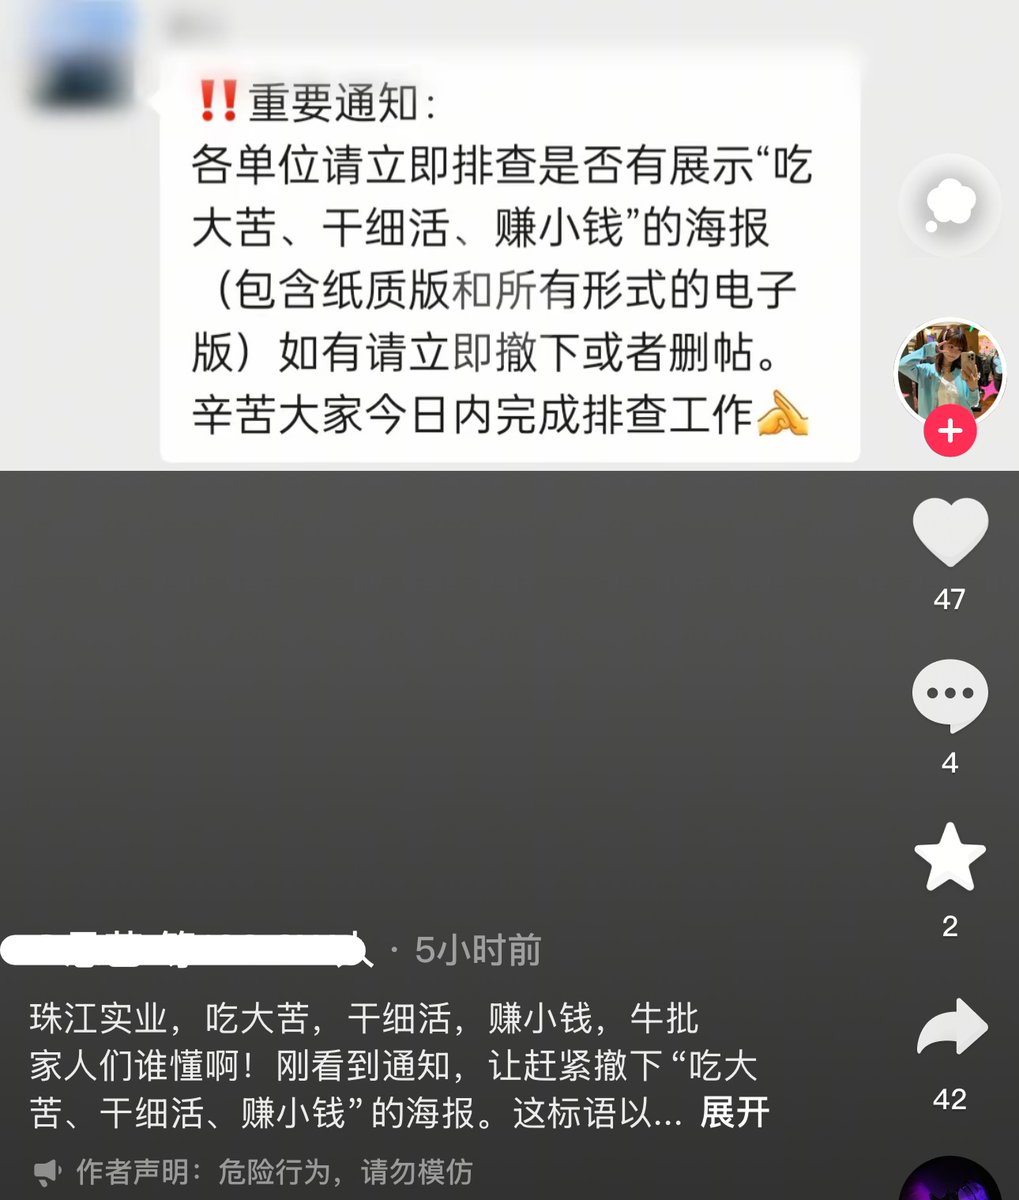 ‼️重要通知：
各单位请立即排查是否有展示“吃
大苦、干细活、赚小钱”的海报
（包含纸质版和所有形式的电子
版）如有请立即撤下或者删帖。
辛苦大家今日内完成排查工作
47
4
2
· 5小时前
珠江实业，吃大苦，干细活，赚小钱，牛批
家人们谁懂啊！刚看到通知，让赶紧撤下“吃大
苦、干细活、赚小钱”的海报。这标语以... 展开
42
作者声明：危险行为，请勿模仿